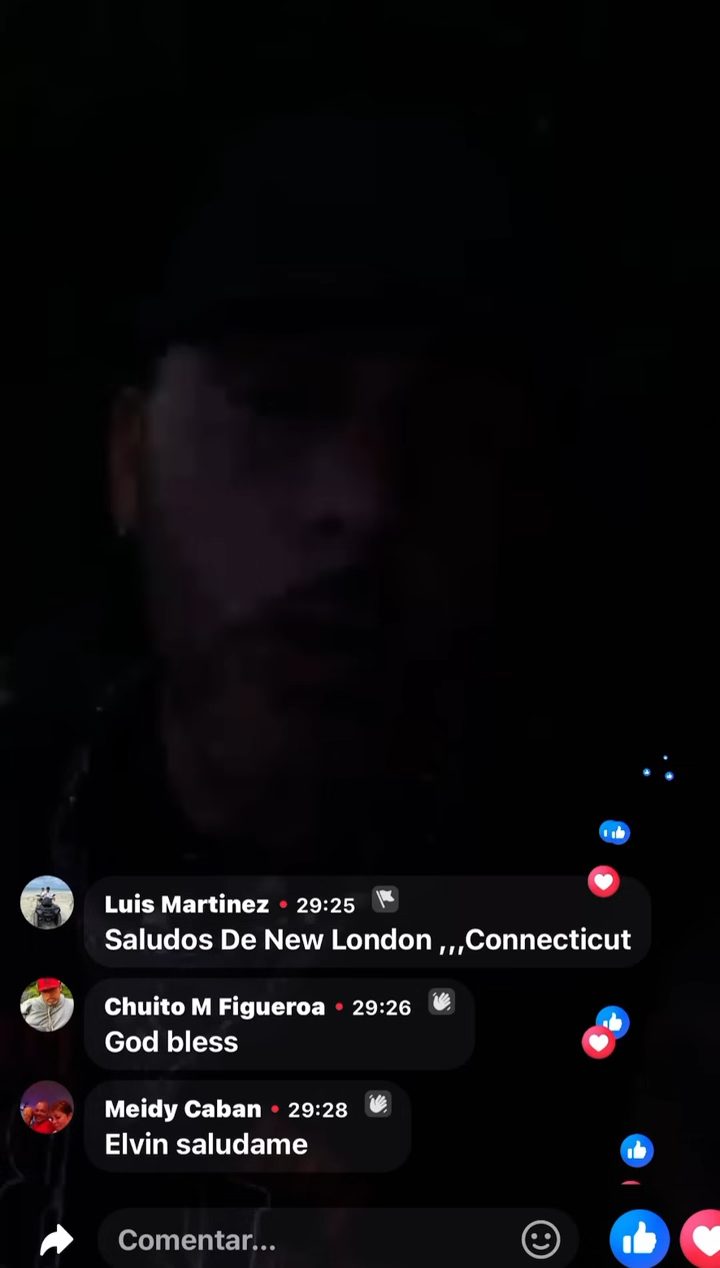 Luis Martinez • 29:25
Saludos De New London ,,,Connecticut
Chuito M Figueroa • 29:26
God bless
Meidy Caban • 29:28
Elvin saludame
Comentar...